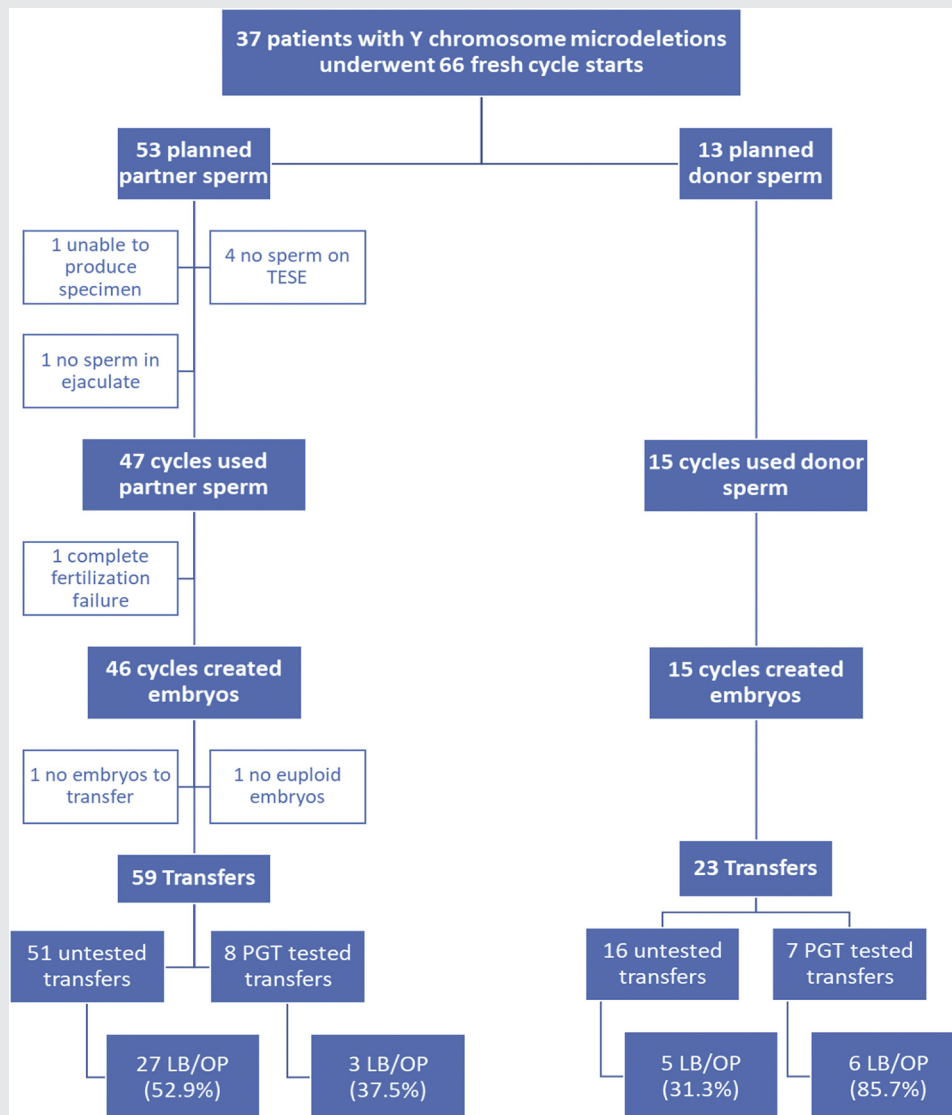 37 patients with Y chromosome microdeletions
underwent 66 fresh cycle starts
53 planned
partner sperm
13 planned
donor sperm
1 unable to
produce
specimen
4 no sperm on
TESE
1 no sperm in
ejaculate
47 cycles used
partner sperm
15 cycles used donor
sperm
1 complete
fertilization
failure
46 cycles created
embryos
15 cycles created
embryos
1 no embryos to
transfer
1 no euploid
embryos
59 Transfers
23 Transfers
51 untested
transfers
8 PGT tested
transfers
16 untested
transfers
7 PGT tested
transfers
27 LB/OP
(52.9%)
3 LB/OP
(37.5%)
5 LB/OP
(31.3%)
6 LB/OP
(85.7%)